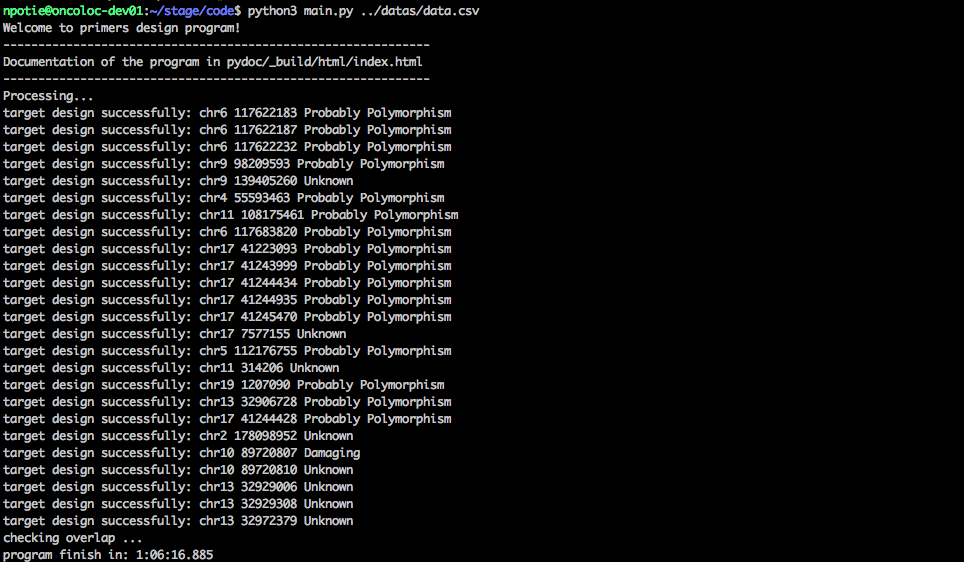 npotie@oncoloc-dev01:~/stage/code$ python3 main.py ../datas/data.csv
Welcome to primers design program!
-------------------------------------------------------------
Documentation of the program in pydoc/_build/html/index.html
-------------------------------------------------------------
Processing...
target design successfully: chr6 117622183 Probably Polymorphism
target design successfully: chr6 117622187 Probably Polymorphism
target design successfully: chr6 117622232 Probably Polymorphism
target design successfully: chr9 98209593 Probably Polymorphism
target design successfully: chr9 139405260 Unknown
target design successfully: chr4 55593463 Probably Polymorphism
target design successfully: chr11 108175461 Probably Polymorphism
target design successfully: chr6 117683820 Probably Polymorphism
target design successfully: chr17 41223093 Probably Polymorphism
target design successfully: chr17 41243999 Probably Polymorphism
target design successfully: chr17 41244434 Probably Polymorphism
target design successfully: chr17 41244935 Probably Polymorphism
target design successfully: chr17 41245470 Probably Polymorphism
target design successfully: chr17 7577155 Unknown
target design successfully: chr5 112176755 Probably Polymorphism
target design successfully: chr11 314206 Unknown
target design successfully: chr19 1207090 Probably Polymorphism
target design successfully: chr13 32906728 Probably Polymorphism
target design successfully: chr17 41244428 Probably Polymorphism
target design successfully: chr2 178098952 Unknown
target design successfully: chr10 89720807 Damaging
target design successfully: chr10 89720810 Unknown
target design successfully: chr13 32929006 Unknown
target design successfully: chr13 32929308 Unknown
target design successfully: chr13 32972379 Unknown
checking overlap ...
program finish in: 1:06:16.885